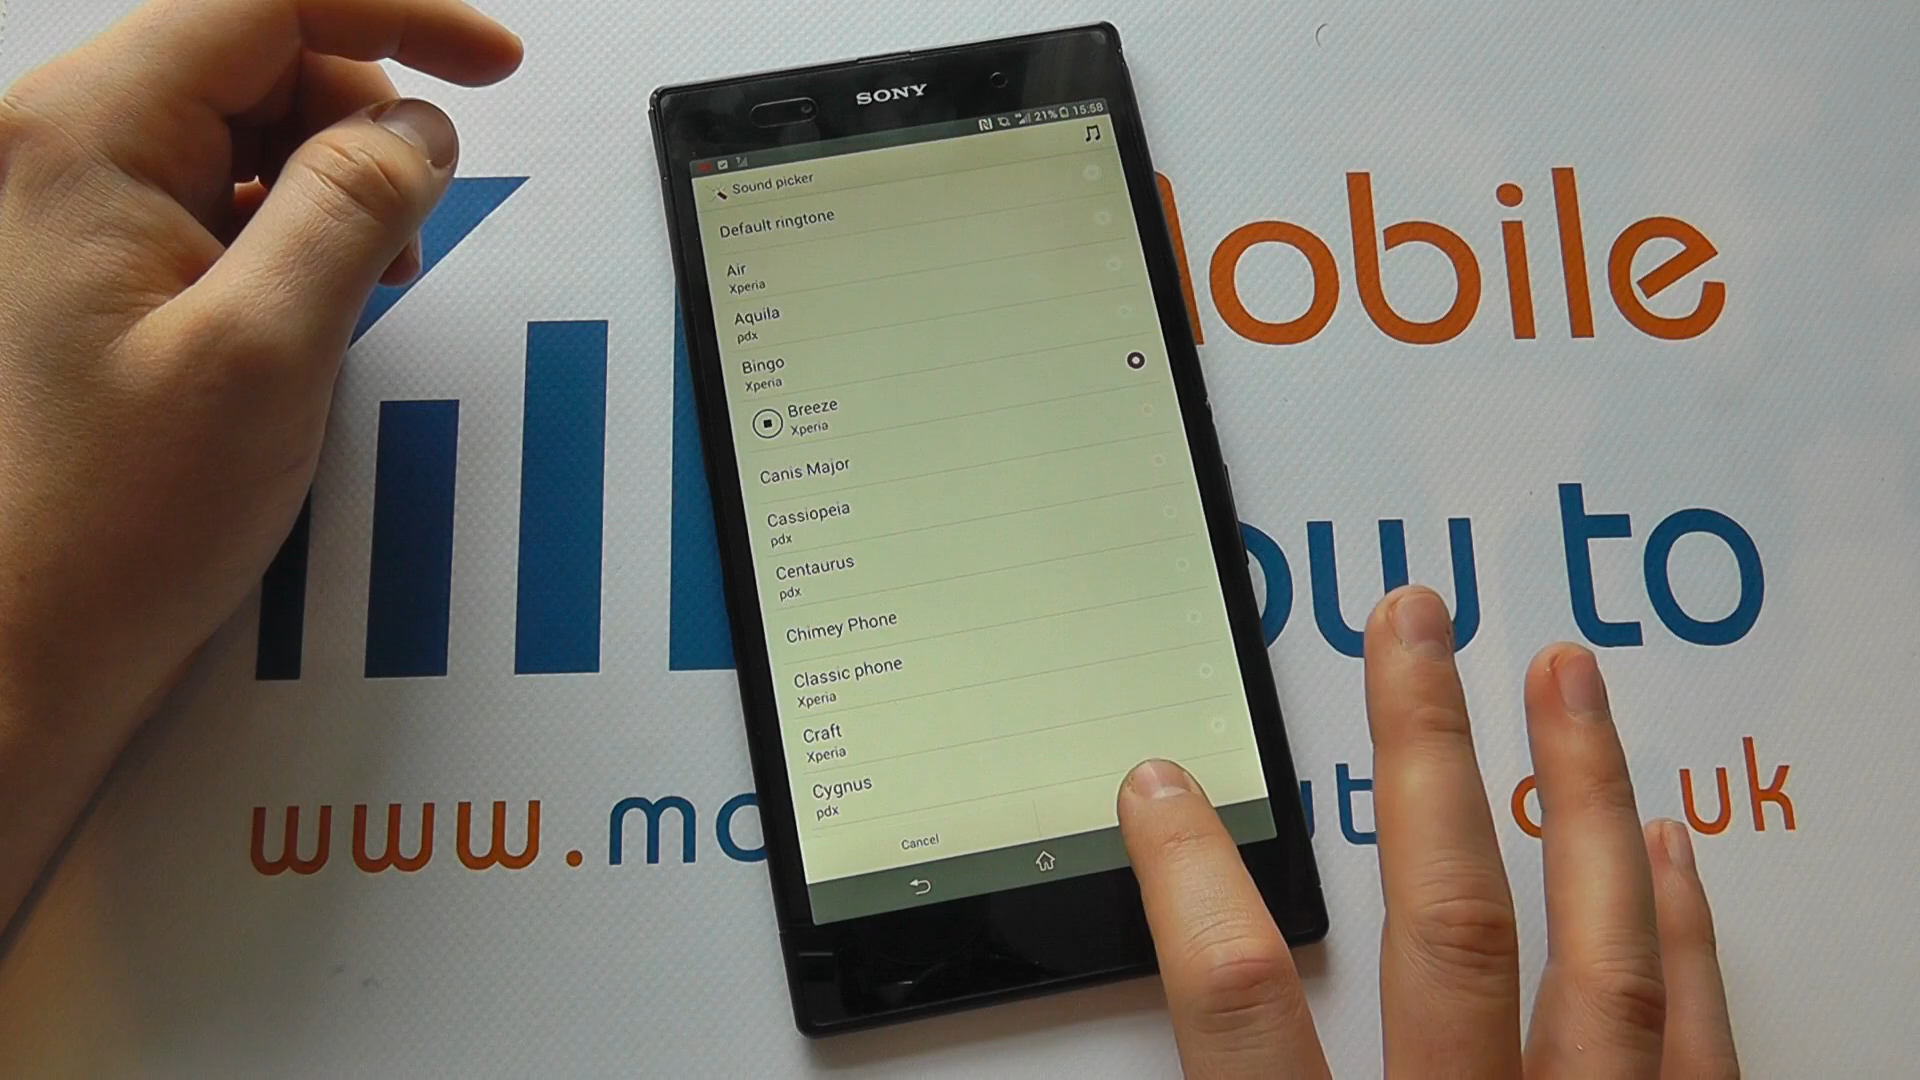 SONY
21% 15:58
Sound picker
Default ringtone
Air
Xperia
Aquila
pdx
Bingo
Xperia
Breeze
Xperia
Canis Major
Cassiopeia
pdx
Centaurus
pdx
Chimey Phone
Classic phone
Xperia
Craft
Xperia
Cygnus
pdx
Cancel
obile
ow to
www.mo
ut
uk